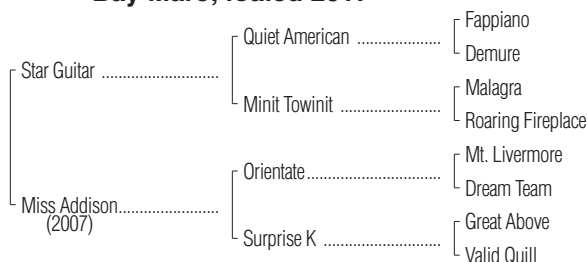 Bay Mare; foaled 2017
Fappiano
Quiet American
Demure
Star Guitar
Malagra
Minit Towinit
Roaring Fireplace
Mt. Livermore
Orientate
Dream Team
Miss Addison
(2007)
Great Above
Surprise K
Valid Quill